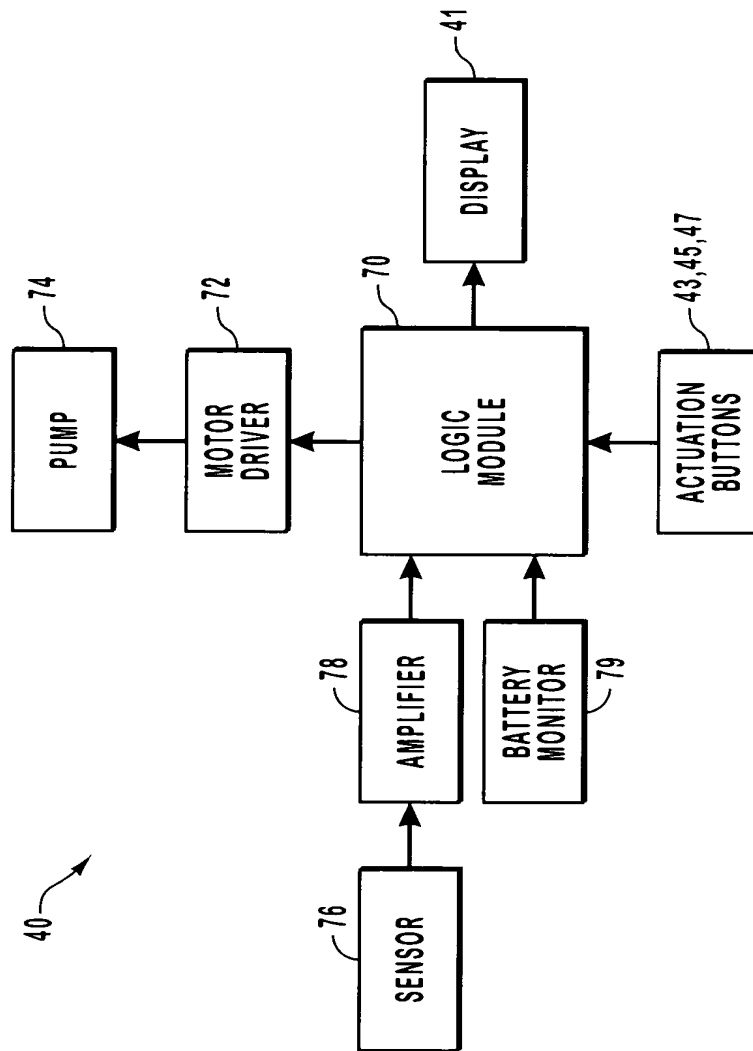 40
76
SENSOR
78
AMPLIFIER
BATTERY
MONITOR
79
74
PUMP
72
MOTOR
DRIVER
70
LOGIC
MODULE
ACTUATION
BUTTONS
43,45,47
41
DISPLAY